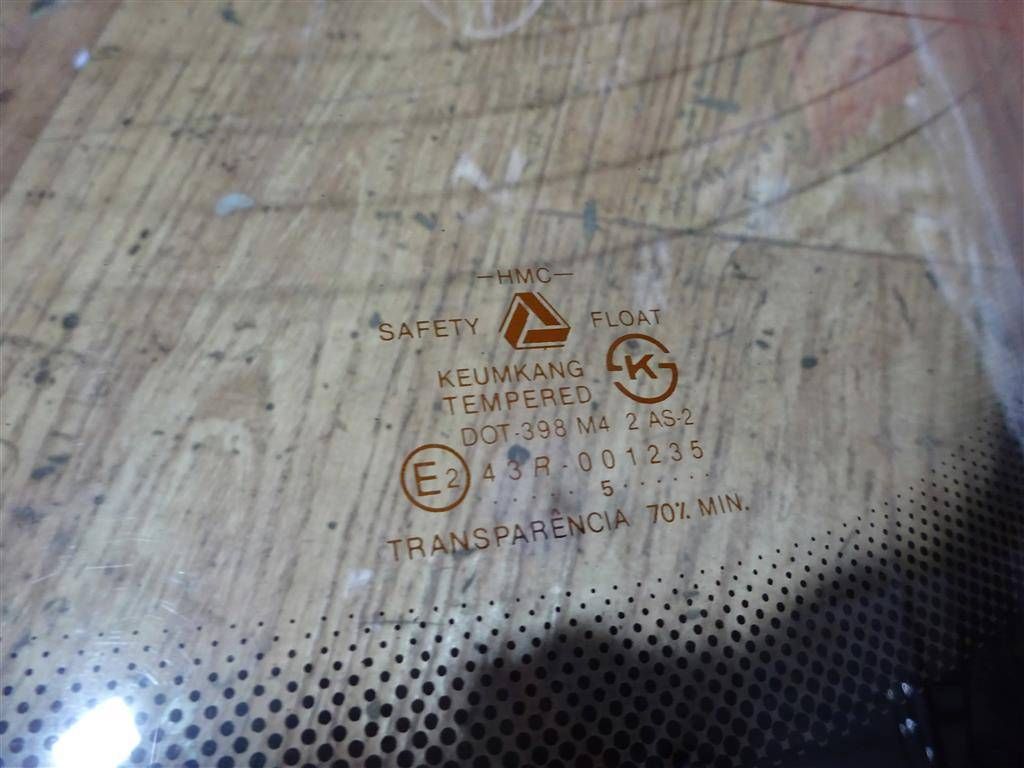 -HMC-
SAFETY FLOAT
KEUMKANG
TEMPERED
K
DOT-398 M4 2 AS-2
E2 43R-001235
.....5......
TRANSPARÊNCIA 70% MIN.